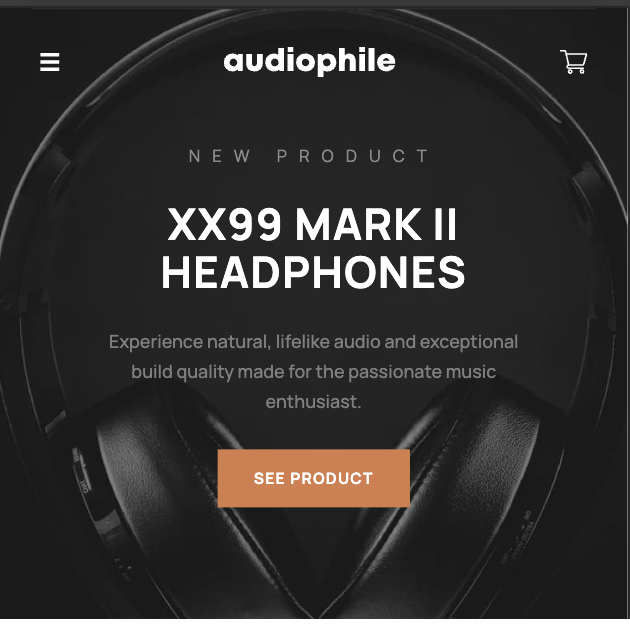 audiophile
NEW PRODUCT
XX99 MARK II
HEADPHONES
Experience natural, lifelike audio and exceptional
build quality made for the passionate music
enthusiast.
SEE PRODUCT